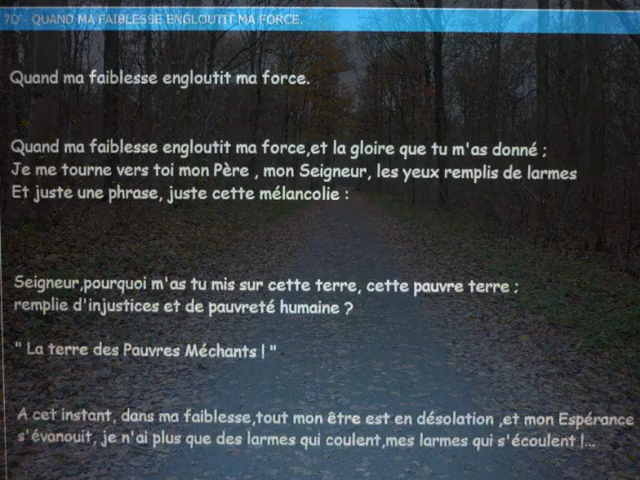 7D - QUAND MA FAIBLESSE ENGLOUTIT MA FORCE.
Quand ma faiblesse engloutit ma force.
Quand ma faiblesse engloutit ma force,et la gloire que tu m'as donné ;
Je me tourne vers toi mon Père , mon Seigneur, les yeux remplis de larmes
Et juste une phrase, juste cette mélancolie :
Seigneur,pourquoi m'as tu mis sur cette terre, cette pauvre terre ;
remplie d'injustices et de pauvreté humaine ?
" La terre des Pauvres Méchants ! "
A cet instant, dans ma faiblesse,tout mon être est en désolation ,et mon Espérance
s'évanouit, je n'ai plus que des larmes qui coulent,mes larmes qui s'écoulent !...